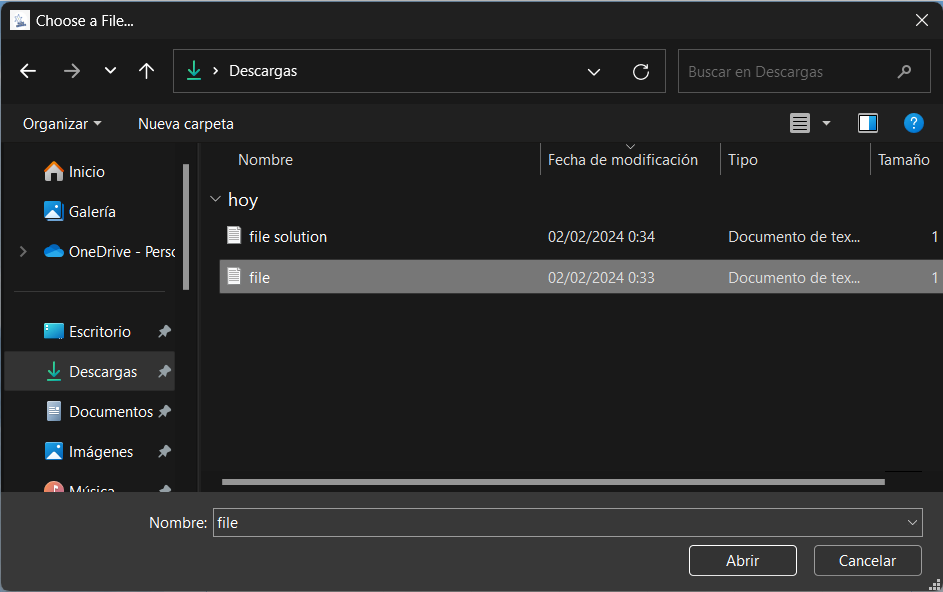 Choose a File...
Descargas
Buscar en Descargas
Organizar
Nueva carpeta
Nombre Fecha de modificación Tipo Tamaño
Inicio
Galería
OneDrive - Perso
hoy
file solution 02/02/2024 0:34 Documento de tex... 1
file 02/02/2024 0:33 Documento de tex... 1
Escritorio
Descargas
Documentos
Imágenes
Música
Nombre: file
Abrir Cancelar